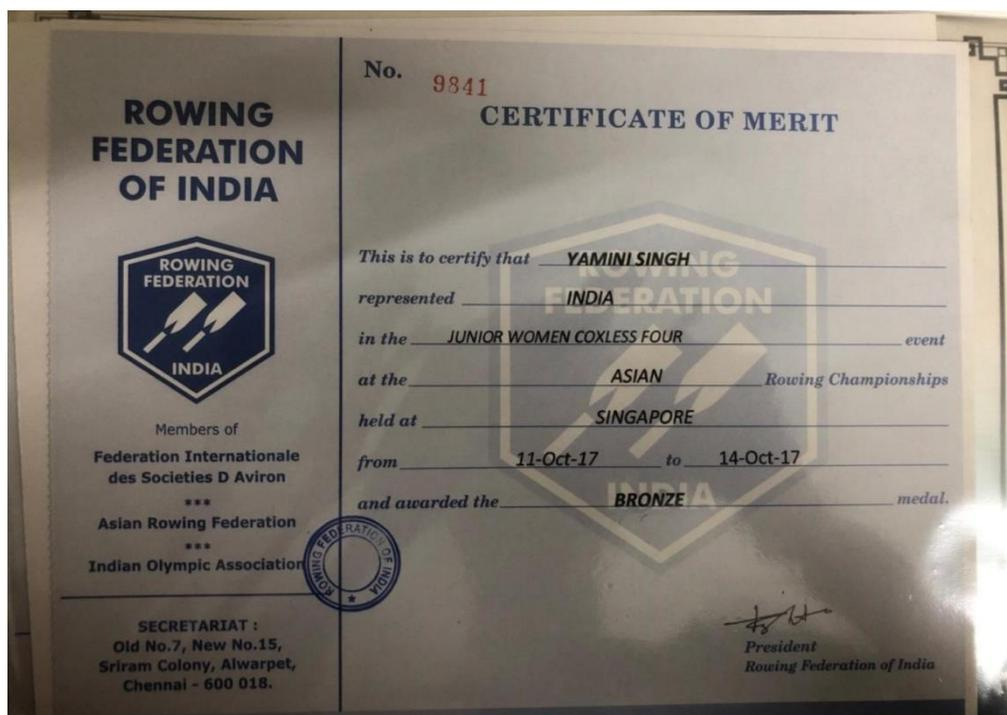 ROWING
FEDERATION
OF INDIA
ROWING
FEDERATION
INDIA
Members of
Federation Internationale
des Societies D Aviron
***
Asian Rowing Federation
***
Indian Olympic Association
SECRETARIAT :
Old No.7, New No.15,
Sriram Colony, Alwarpet,
Chennai - 600 018.
ROWING FEDERATION OF INDIA
No. 9841
CERTIFICATE OF MERIT
ROWING
FEDERATION
INDIA
This is to certify that YAMINI SINGH
represented INDIA
in the JUNIOR WOMEN COXLESS FOUR event
at the ASIAN Rowing Championships
held at SINGAPORE
from 11-Oct-17 to 14-Oct-17
and awarded the BRONZE medal.
President
Rowing Federation of India